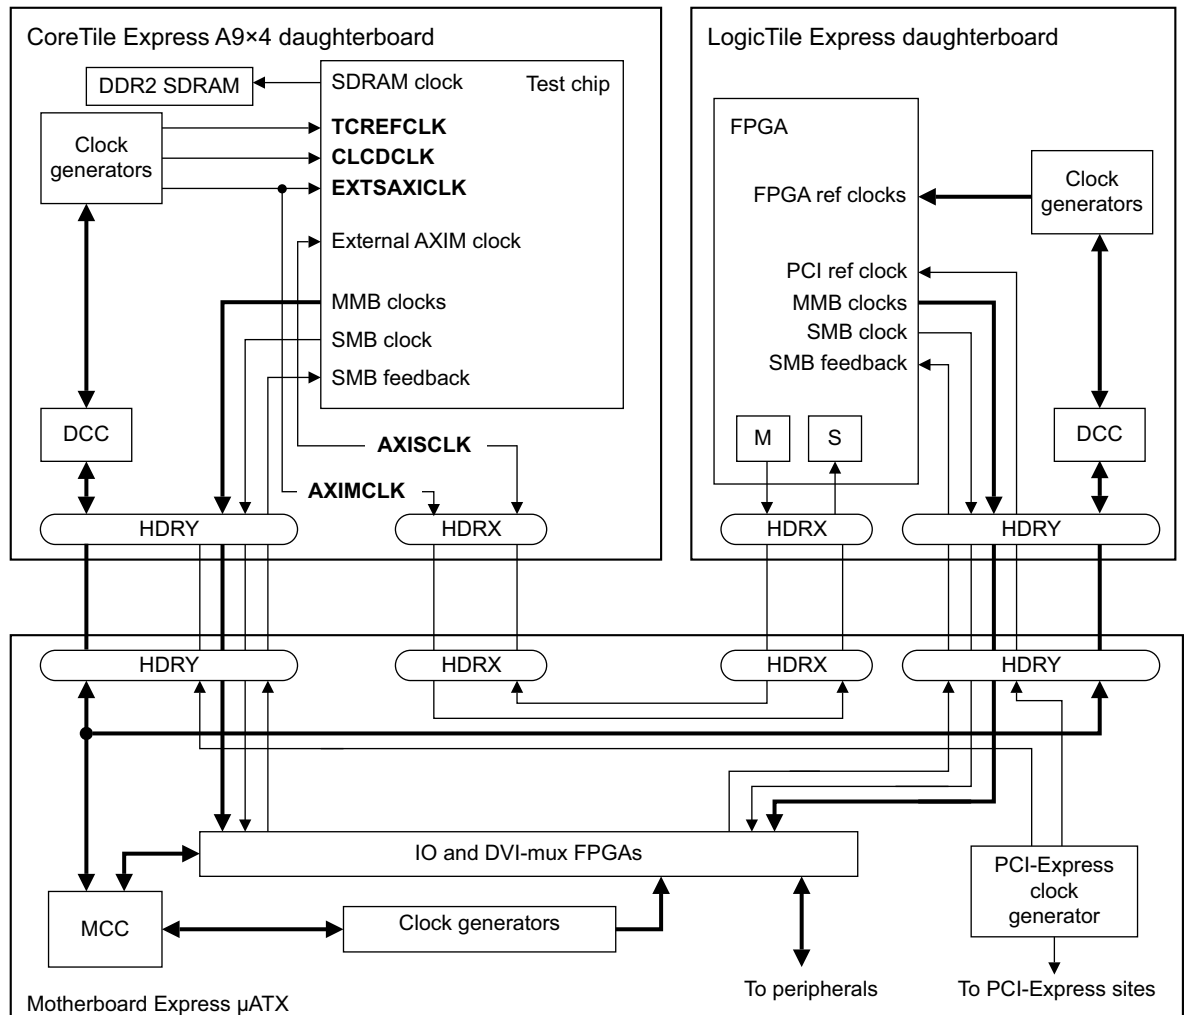 CoreTile Express A9×4 daughterboard
DDR2 SDRAM
SDRAM clock
Test chip
Clock
generators
TCREFCLK
CLCDCLK
EXTSAXICLK
External AXIM clock
MMB clocks
SMB clock
SMB feedback
DCC
AXISCLK
AXIMCLK
HDRY
HDRX
LogicTile Express daughterboard
FPGA
FPGA ref clocks
Clock
generators
PCI ref clock
MMB clocks
SMB clock
SMB feedback
M
S
DCC
HDRX
HDRY
HDRY
HDRX
HDRX
HDRY
IO and DVI-mux FPGAs
MCC
Clock generators
PCI-Express
clock
generator
To peripherals
To PCI-Express sites
Motherboard Express µATX